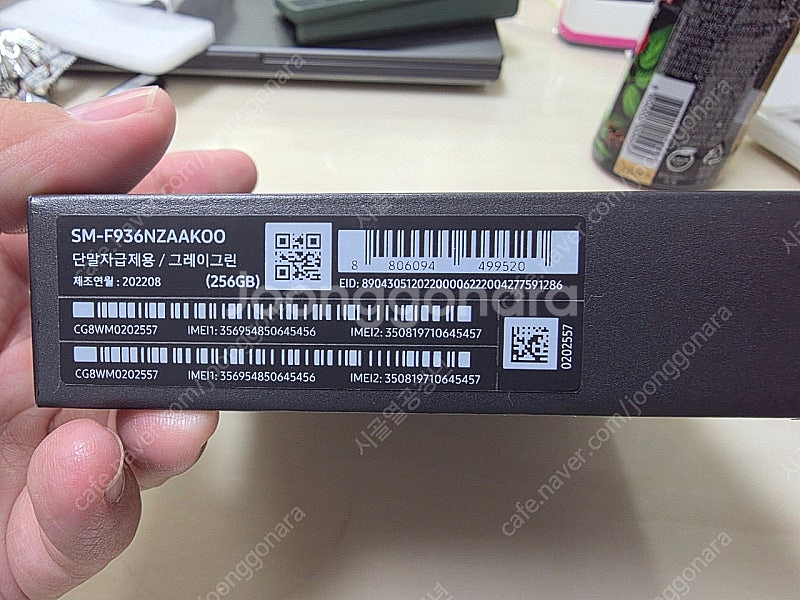 SM-F936NZAAKOO
단말자급제용 / 그레이그린
제조연월 : 202208 (256GB)
8 806094 499520
EID: 89043051202200006222004277591286
CG8WM0202557 IMEI1: 356954850645456 IMEI2: 350819710645457
CG8WM0202557 IMEI1: 356954850645456 IMEI2: 350819710645457
0202557
Joonggonara
cafe.naver.com/joonggonara